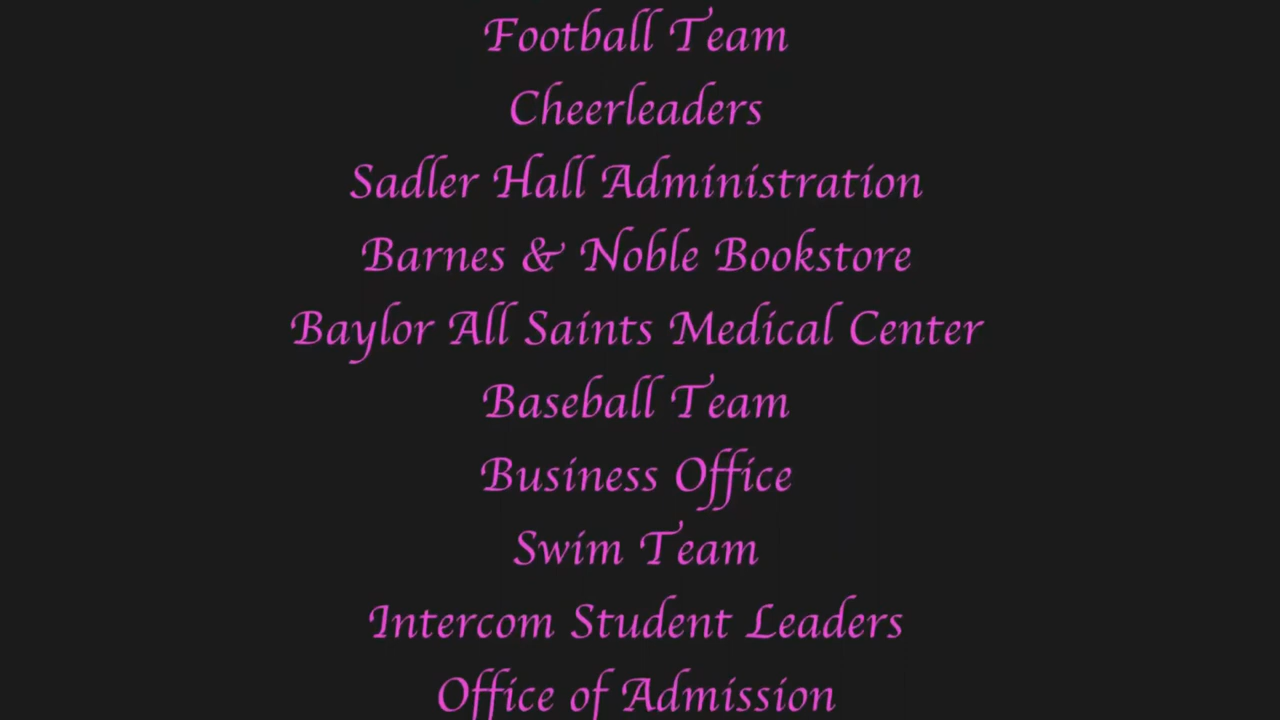 Football Team
Cheerleaders
Sadler Hall Administration
Barnes & Noble Bookstore
Baylor All Saints Medical Center
Baseball Team
Business Office
Swim Team
Intercom Student Leaders
Office of Admission